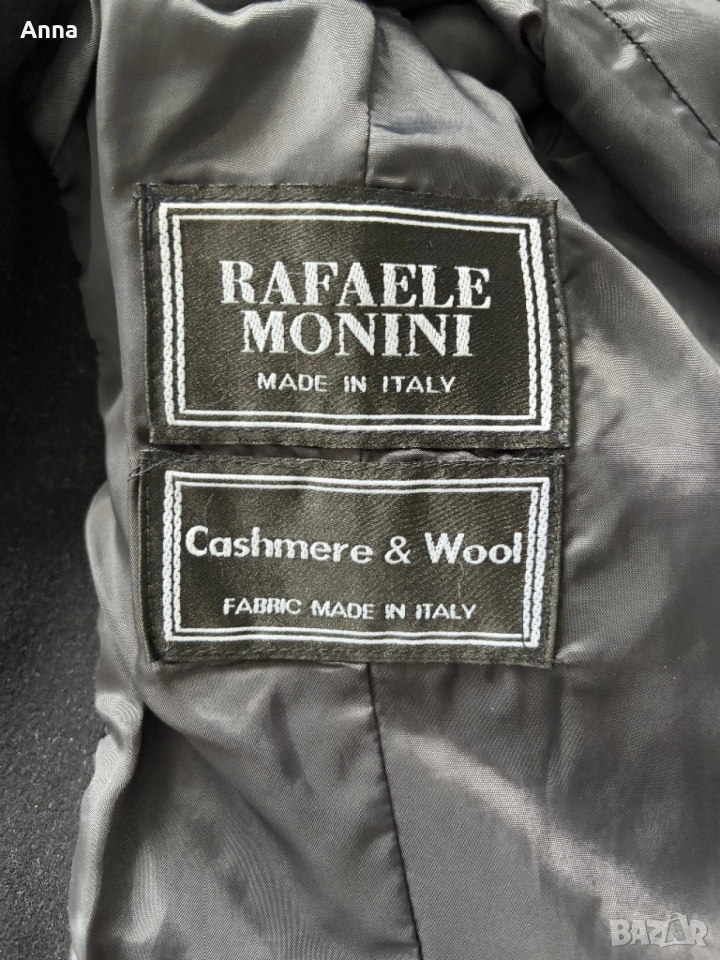 Anna
RAFAELE
MONINI
MADE IN ITALY
Cashmere & Wool
FABRIC MADE IN ITALY
BAZAR